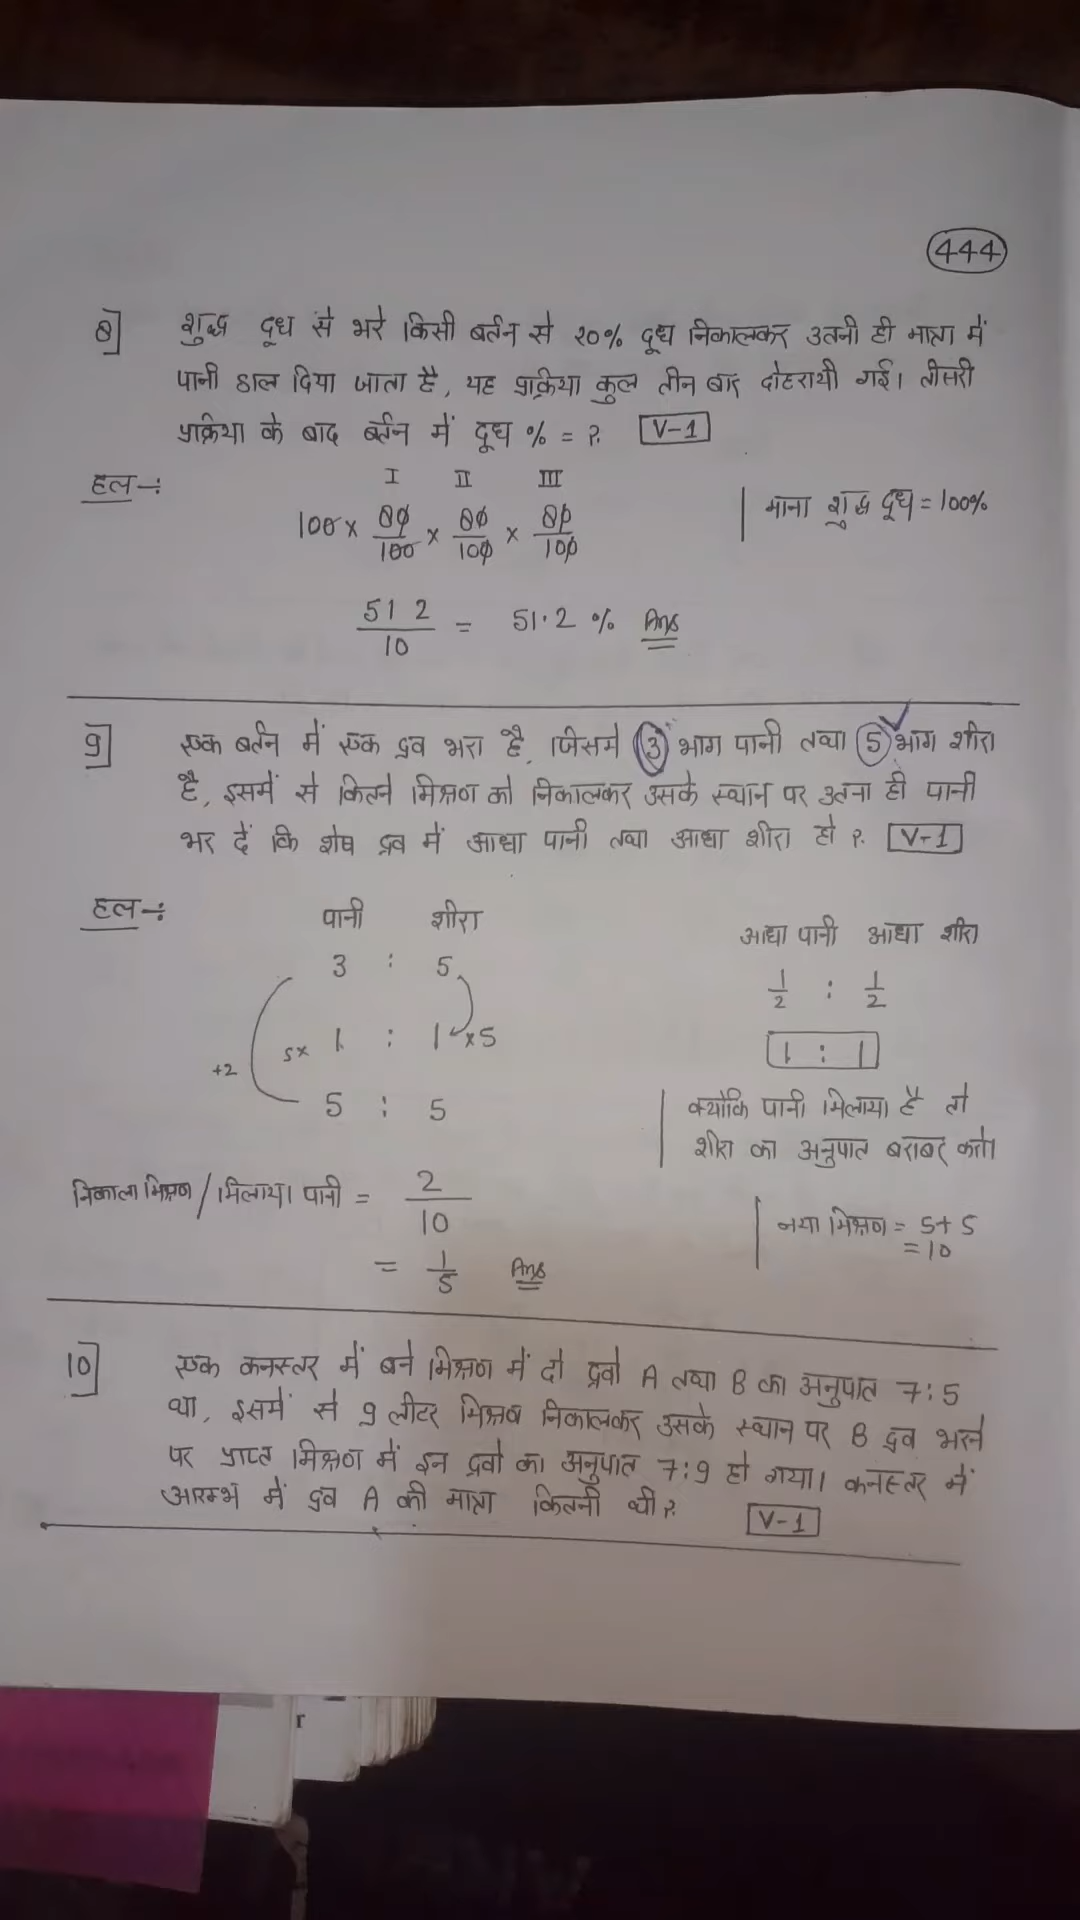 444
8] शुद्ध दूध से भरे किसी बर्तन से 20% दूध निकालकर उतनी ही मात्रा में
पानी डाल दिया जाता है, यह प्रक्रिया कुल तीन बार दोहरायी गई। तीसरी
प्रक्रिया के बाद बर्तन में दूध % = ?. V-1
हल -:
I II III
100 × 80/100 × 80/100 × 80/100
माना शुद्ध दूध = 100%
512/10 = 51.2 % Ans
9] एक बर्तन में एक द्रव भरा है, जिसमे 3 भाग पानी तथा 5 भाग शीरा
है, इसमें से कितने मिश्रण को निकालकर उसके स्थान पर उतना ही पानी
भर दें कि शेष द्रव में आधा पानी तथा आधा शीरा हो ?. V-1
हल -:
पानी शीरा
3 : 5
5× 1 : 1 ×5
+2
5 : 5
आधा पानी आधा शीरा
1/2 : 1/2
1 : 1
क्योकि पानी मिलाया है तो
शीरा का अनुपात बराबर करो।
निकाला मिश्रण / मिलाया पानी = 2/10
= 1/5 Ans
नया मिश्रण = 5+5
= 10
10] एक कनस्तर में बने मिश्रण में दो द्रवो A तथा B का अनुपात 7:5
था, इसमें से 9 लीटर मिश्रण निकालकर उसके स्थान पर B द्रव भरने
पर प्राप्त मिश्रण में इन द्रवो का अनुपात 7:9 हो गया। कनस्तर में
आरम्भ में द्रव A की मात्रा कितनी थी ?. V-1
r